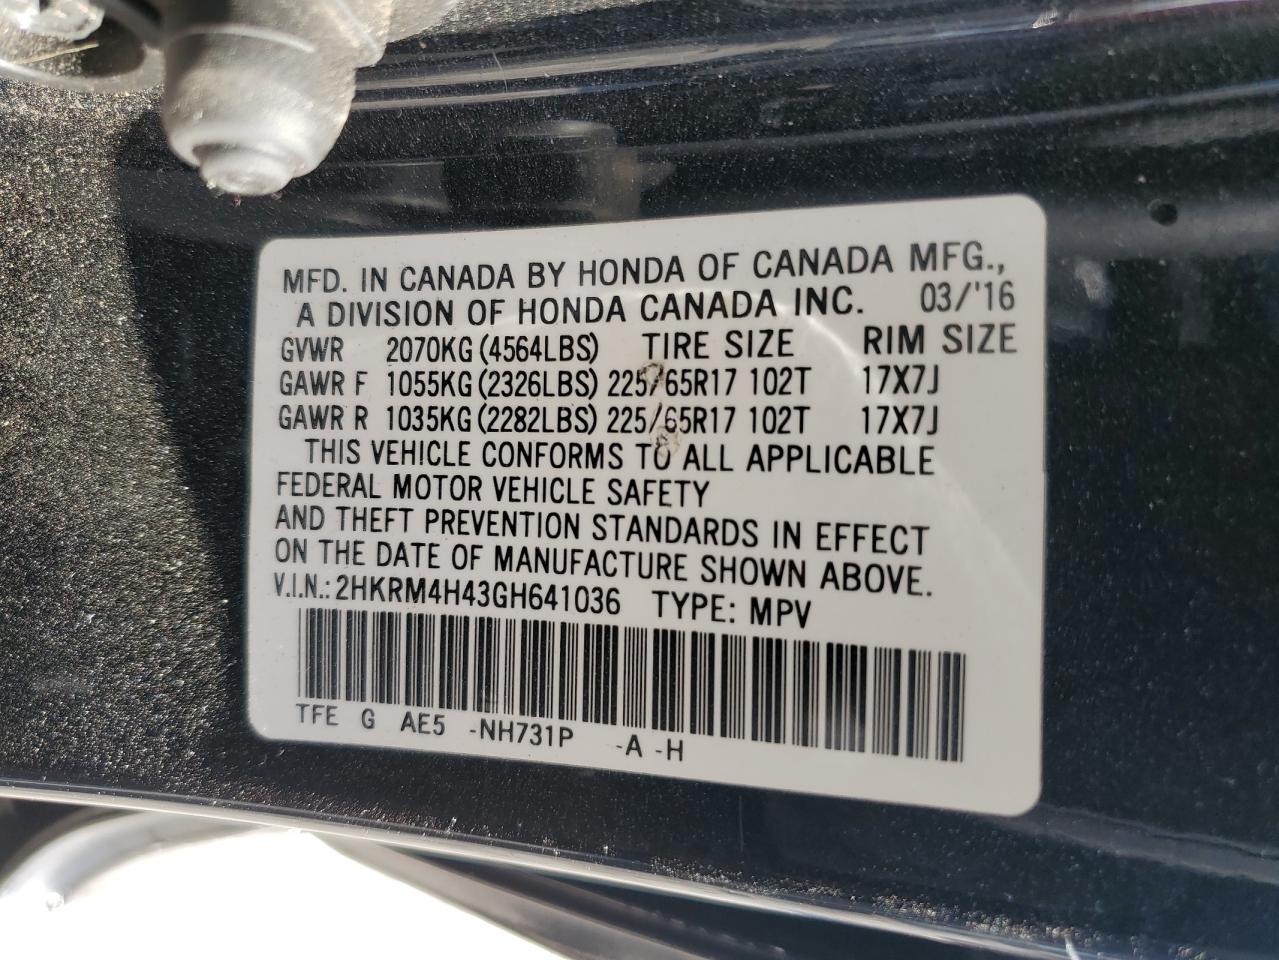 MFD. IN CANADA BY HONDA OF CANADA MFG.,
A DIVISION OF HONDA CANADA INC. 03/'16
GVWR 2070KG (4564LBS) TIRE SIZE RIM SIZE
GAWR F 1055KG (2326LBS) 225/65R17 102T 17X7J
GAWR R 1035KG (2282LBS) 225/65R17 102T 17X7J
THIS VEHICLE CONFORMS TO ALL APPLICABLE
FEDERAL MOTOR VEHICLE SAFETY
AND THEFT PREVENTION STANDARDS IN EFFECT
ON THE DATE OF MANUFACTURE SHOWN ABOVE.
V.I.N.: 2HKRM4H43GH641036 TYPE: MPV
TFE G AE5 -NH731P -A -H